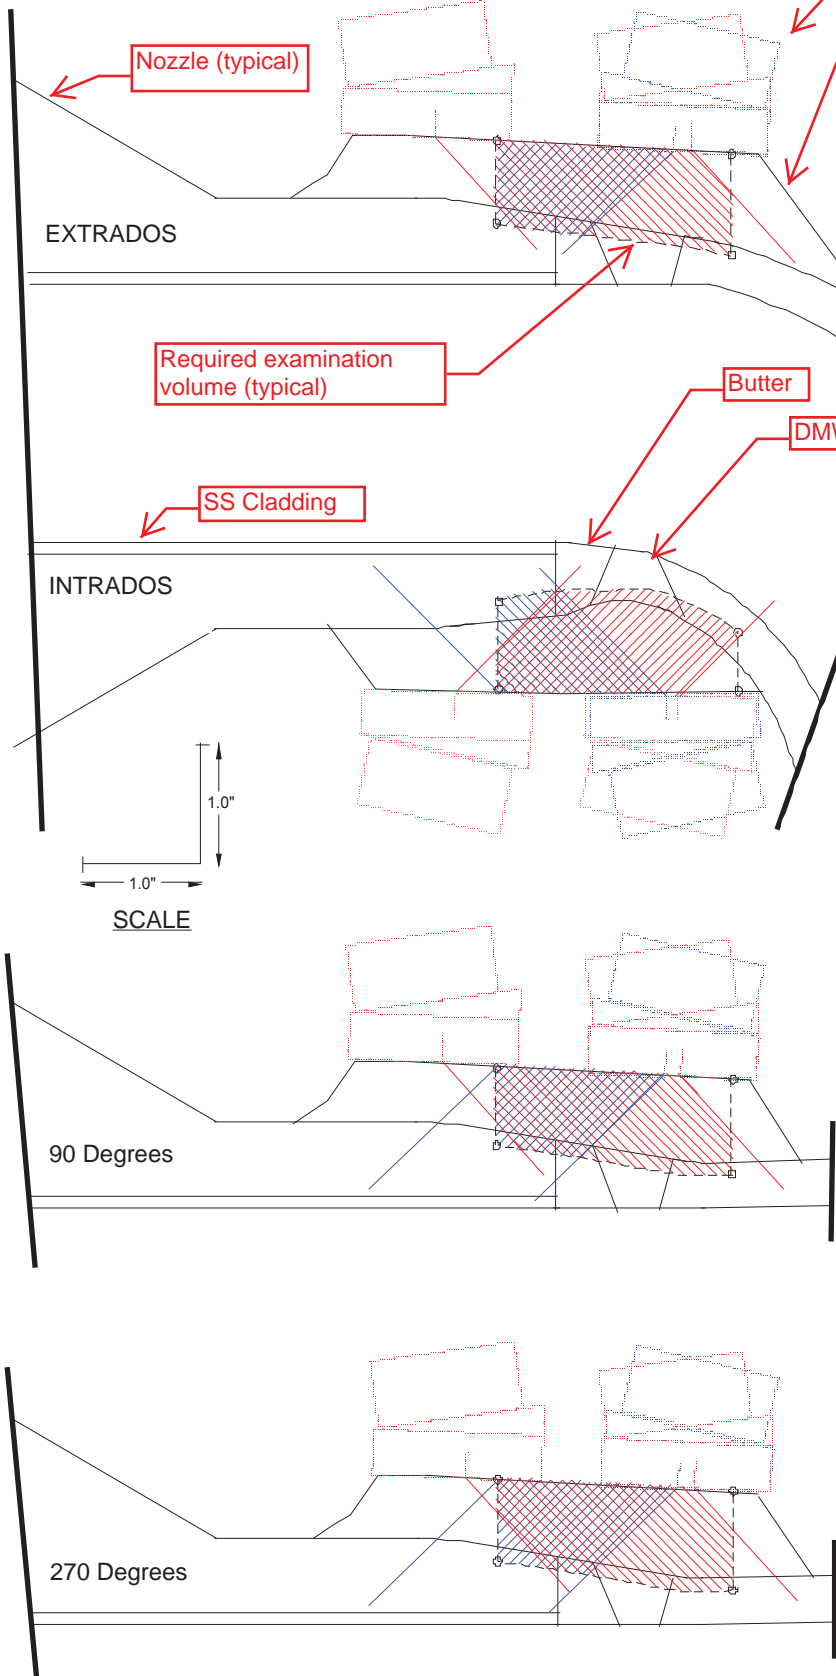 Nozzle (typical)
EXTRADOS
Required examination
volume (typical)
Butter
DMW
SS Cladding
INTRADOS
1.0"
1.0"
SCALE
90 Degrees
270 Degrees